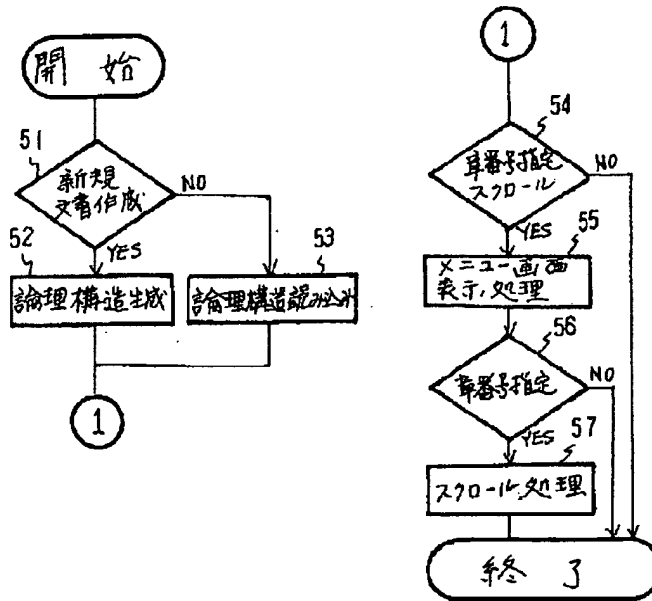 開 始
51
新規
文書作成
NO
YES
52
論理構造生成
53
論理構造読み込み
1
1
54
章番号指定
スクロール
NO
YES
55
メニュー画面
表示,処理
56
章番号指定
NO
YES
57
スクロール処理
終 了